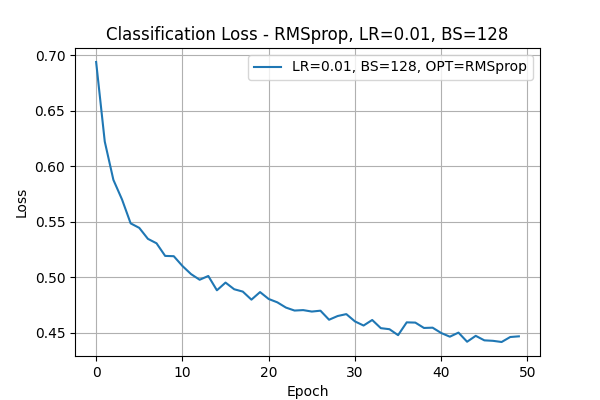 Classification Loss - RMSprop, LR=0.01, BS=128
LR=0.01, BS=128, OPT=RMSprop
Loss
0.70
0.65
0.60
0.55
0.50
0.45
0 10 20 30 40 50
Epoch